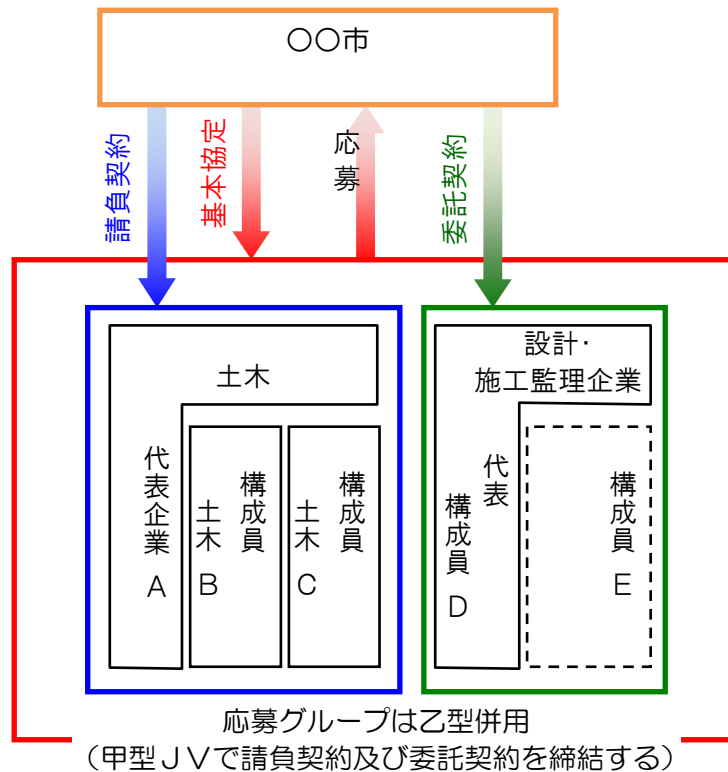 〇〇市
請負契約
基本協定
応募
委託契約
土木
代表企業 A
構成員
土木 B
構成員
土木 C
設計・
施工監理企業
代表
構成員 D
構成員 E
応募グループは乙型併用
（甲型ＪＶで請負契約及び委託契約を締結する）